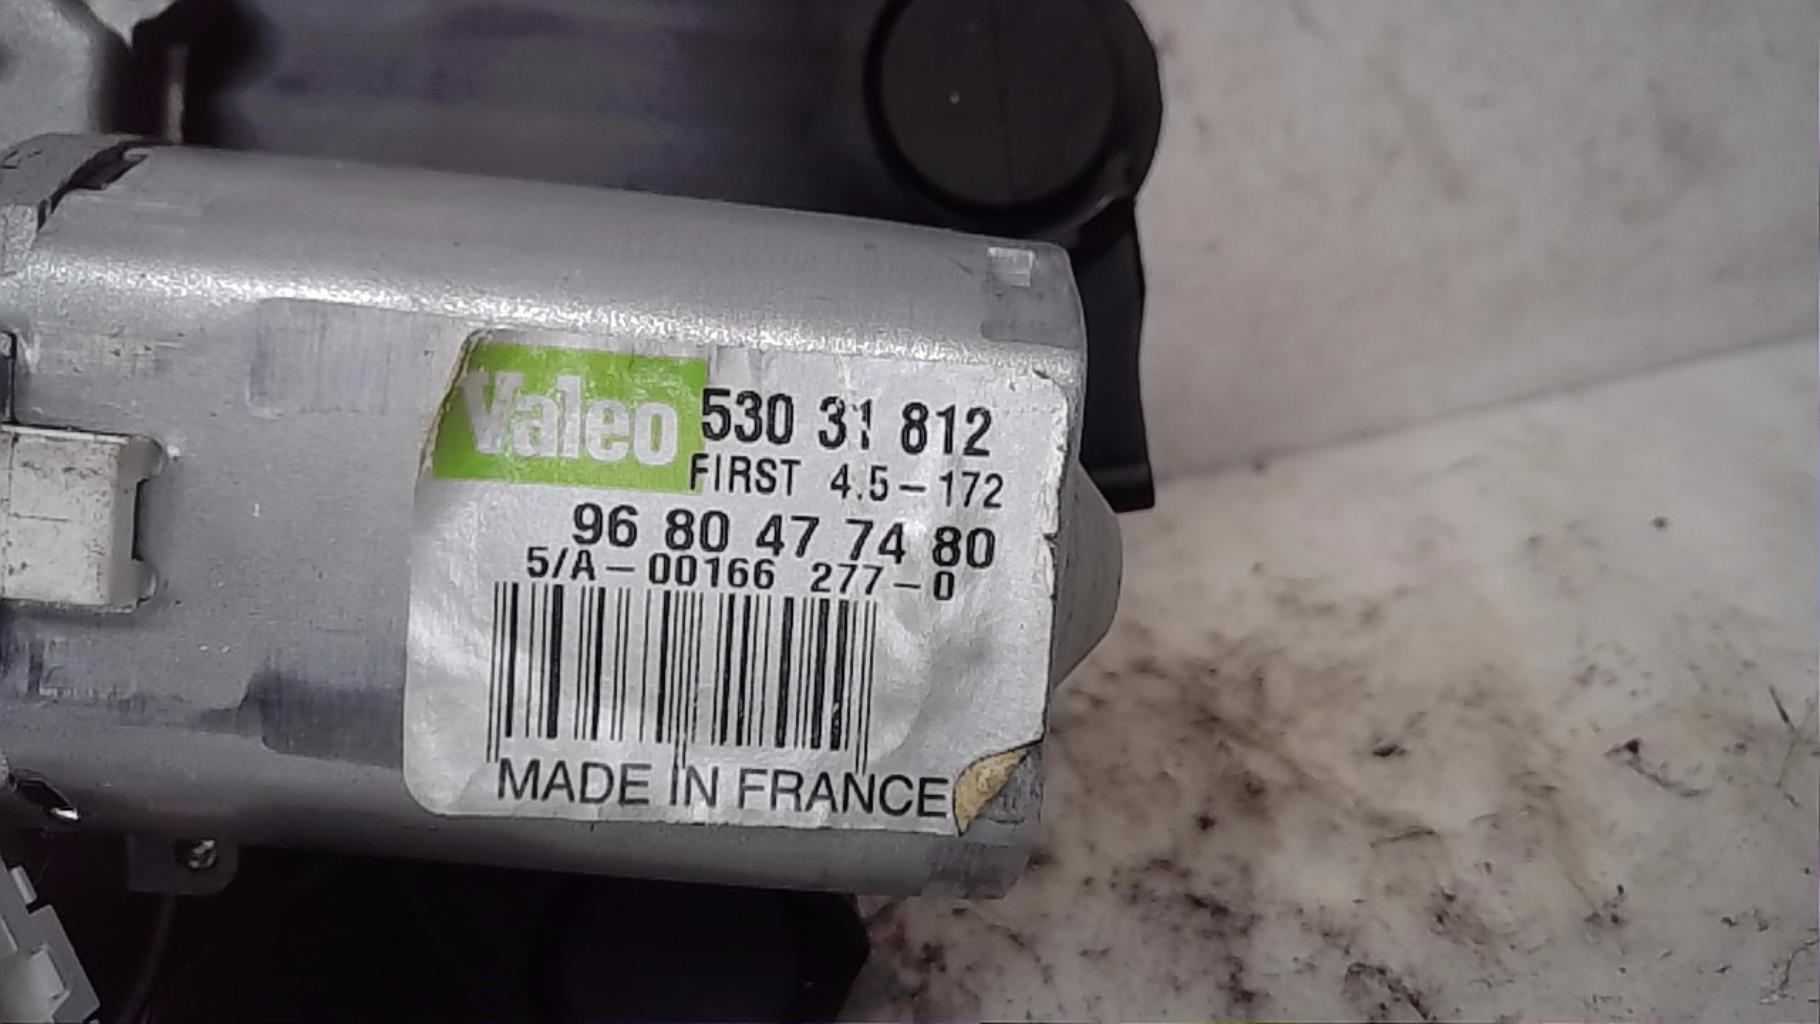 Valeo 530 31 812
FIRST 4.5-172
96 80 47 74 80
5/A-00166 277-0
MADE IN FRANCE